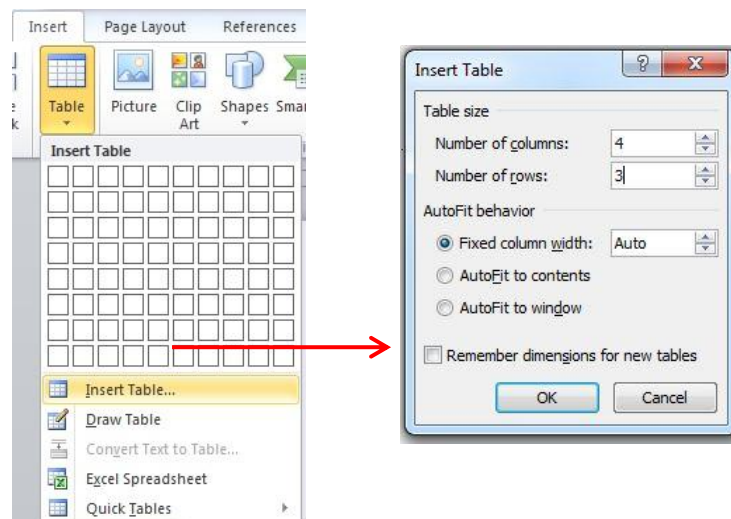 Insert Page Layout References
Table Picture Clip Art Shapes
Insert Table
Insert Table...
Draw Table
Convert Text to Table...
Excel Spreadsheet
Quick Tables
Insert Table
Table size
Number of columns: 4
Number of rows: 3
AutoFit behavior
Fixed column width: Auto
AutoFit to contents
AutoFit to window
Remember dimensions for new tables
OK Cancel